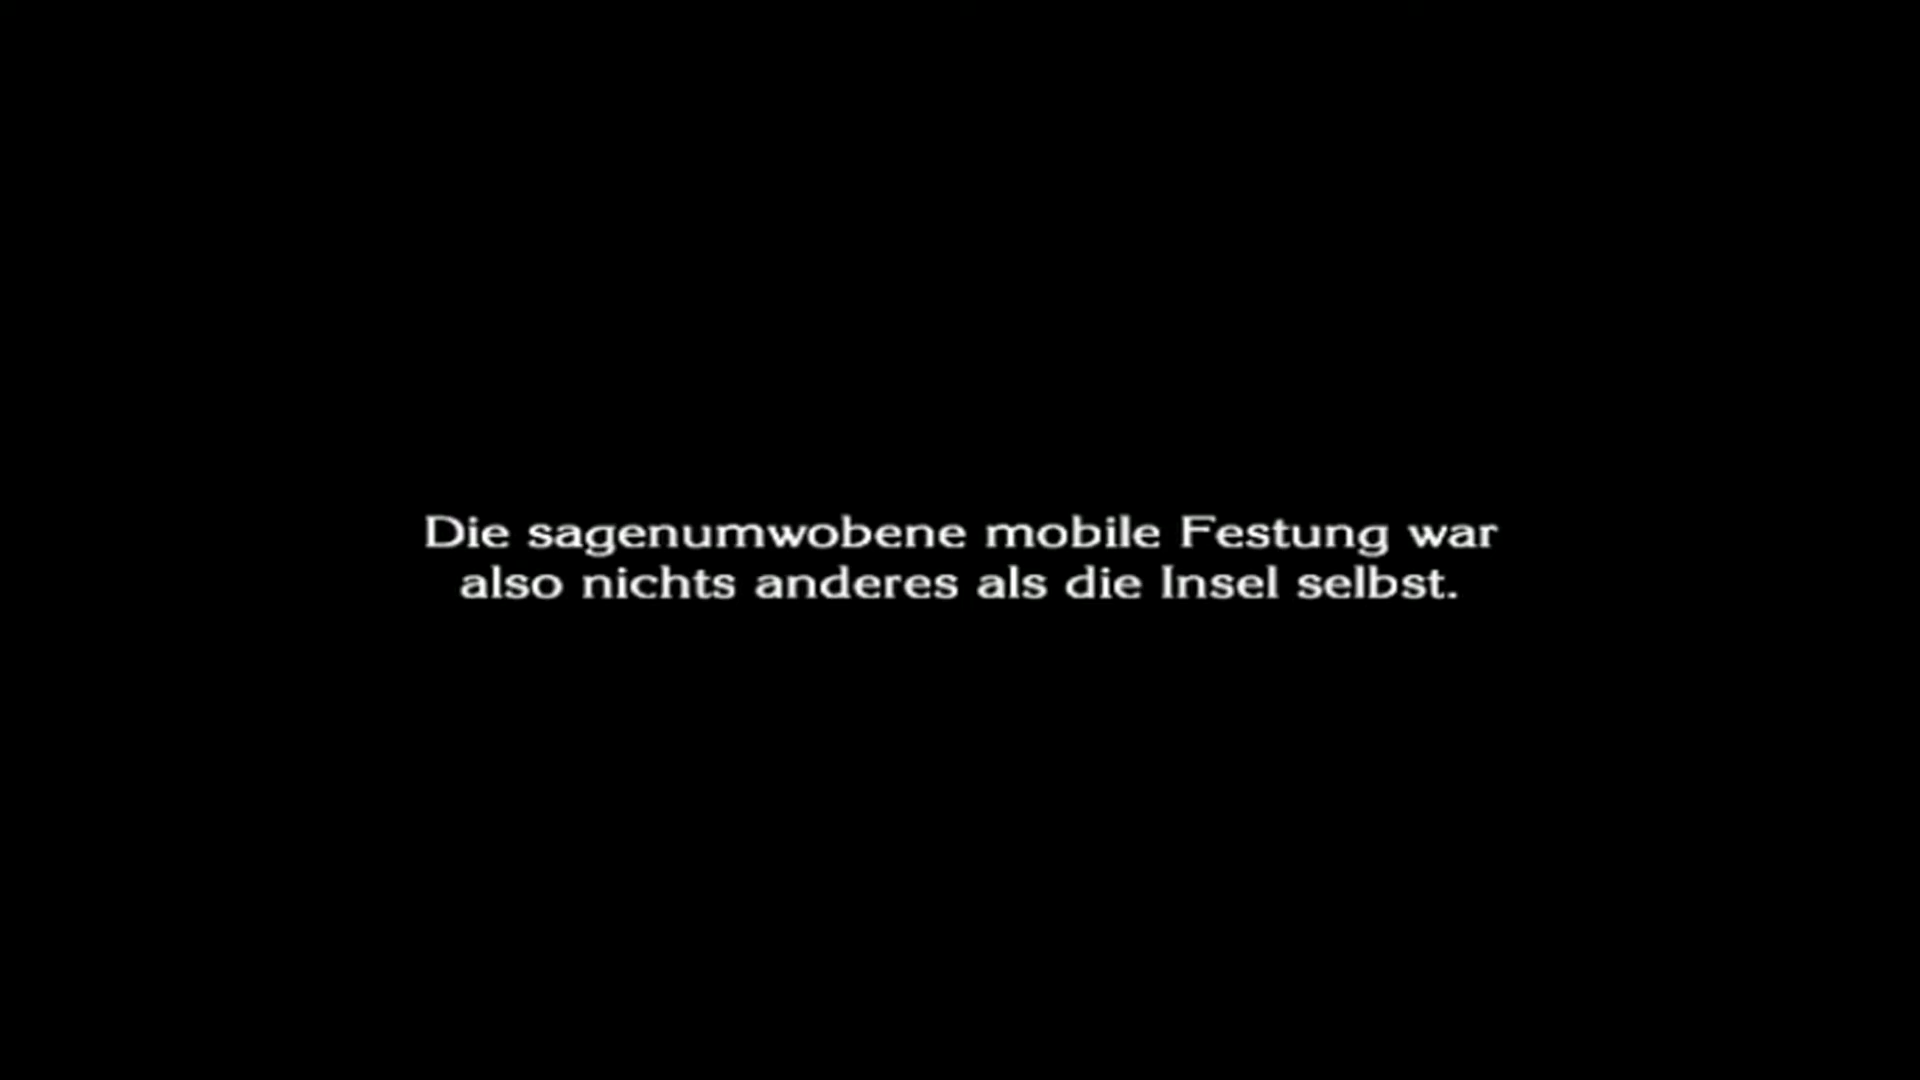 Die sagenumwobene mobile Festung war
also nichts anderes als die Insel selbst.